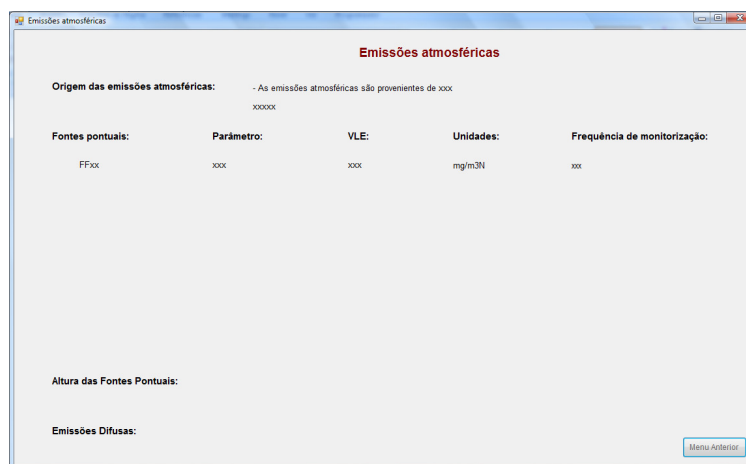 Emissões atmosféricas
Emissões atmosféricas
Origem das emissões atmosféricas: - As emissões atmosféricas são provenientes de xxx
xxxxx
Fontes pontuais: Parámetro: VLE: Unidades: Frequência de monitorização:
FFxx xxx xxx mg/m3N xxx
Altura das Fontes Pontuais:
Emissões Difusas:
Menu Anterior